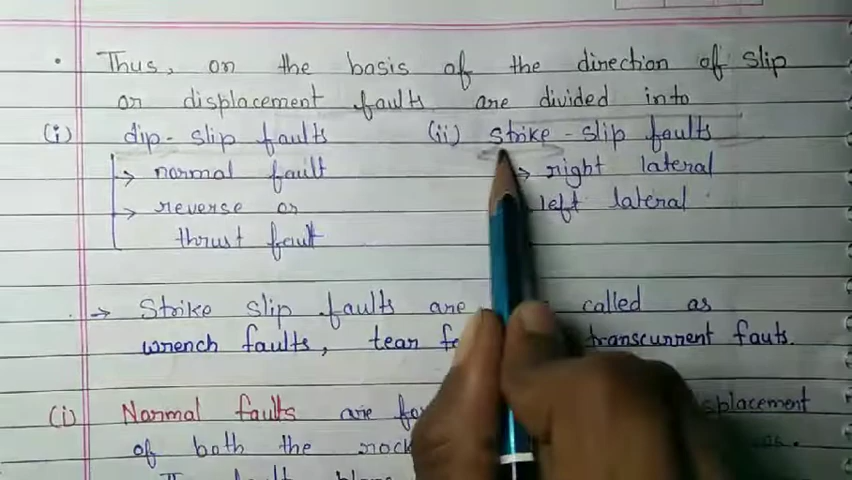 • Thus, on the basis of the direction of slip
or displacement faults are divided into
(i) dip-slip faults (ii) strike-slip faults
→ normal fault → right lateral
→ reverse or left lateral
thrust fault
→ Strike slip faults are called as
wrench faults, tear transcurrent fauts.
(i) Normal faults are
of both the